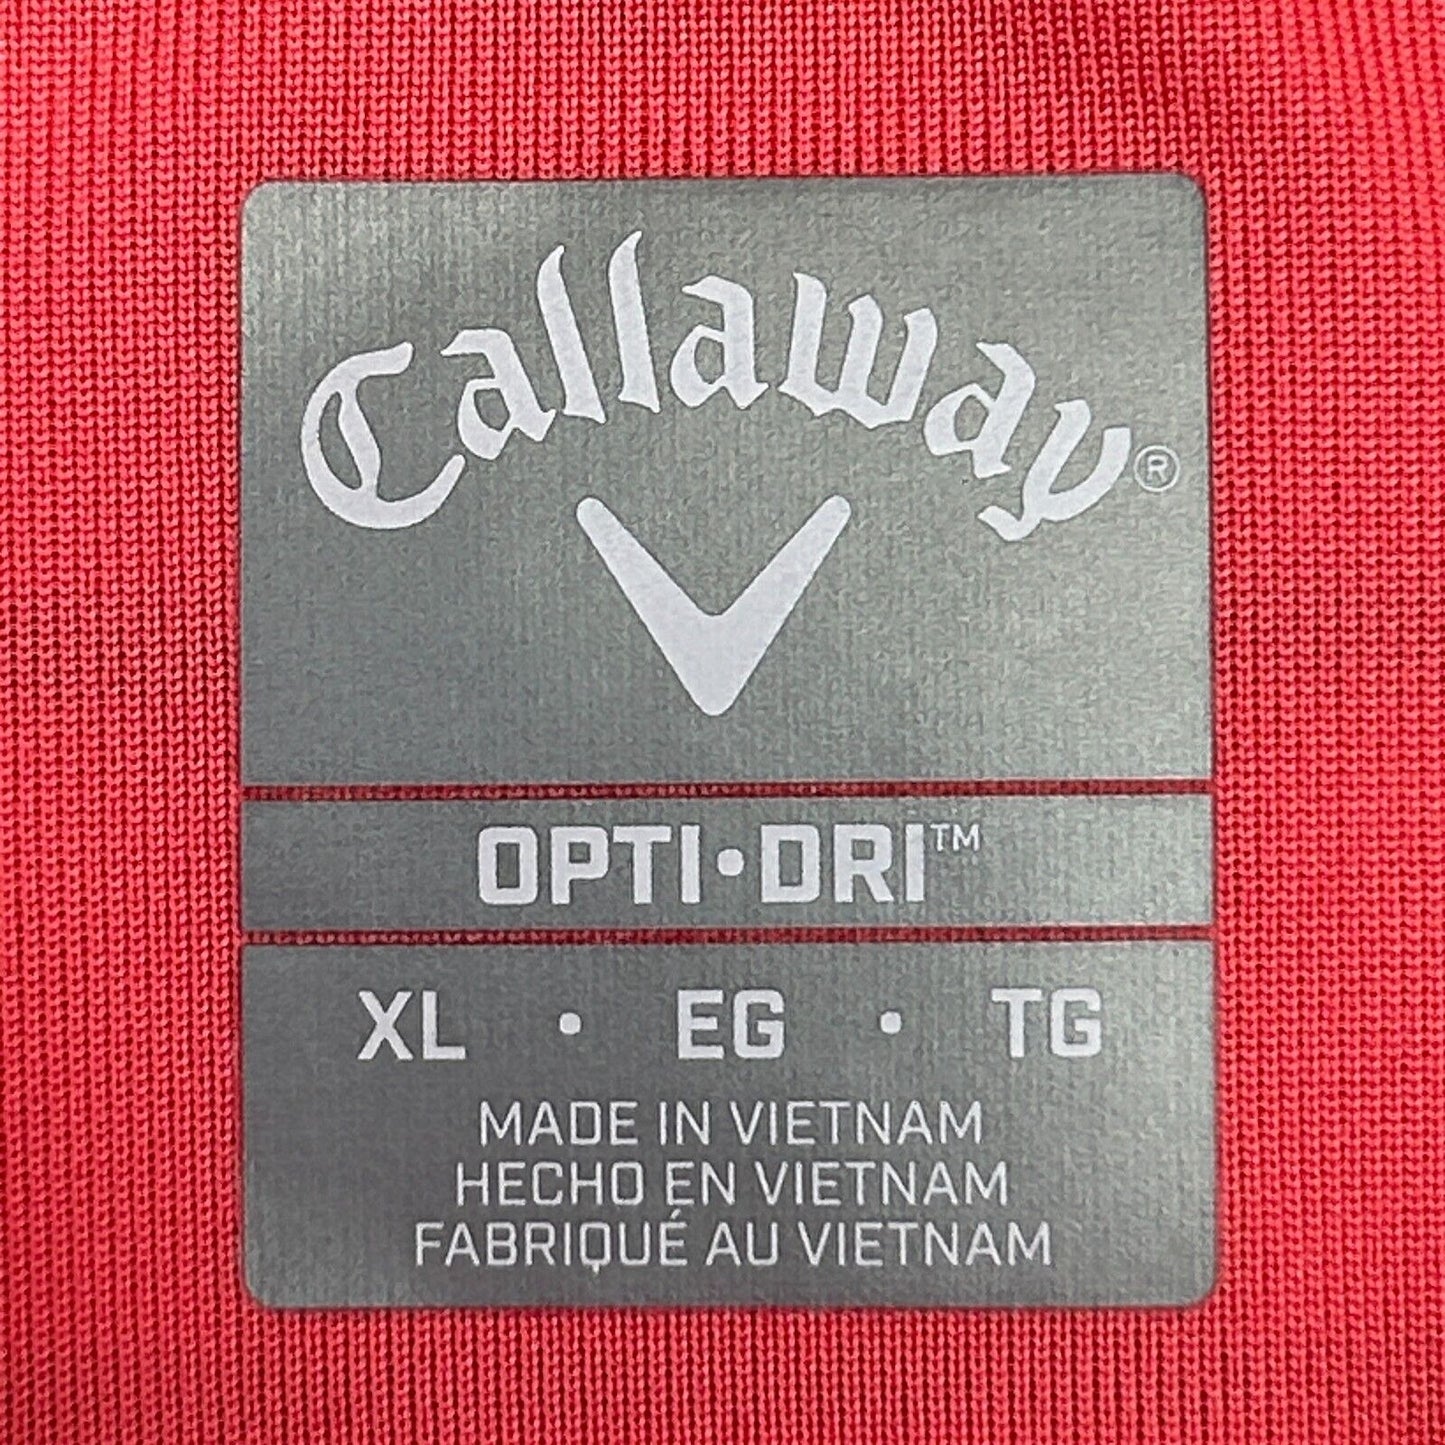 Callaway®
OPTI•DRI™
XL • EG • TG
MADE IN VIETNAM
HECHO EN VIETNAM
FABRIQUÉ AU VIETNAM